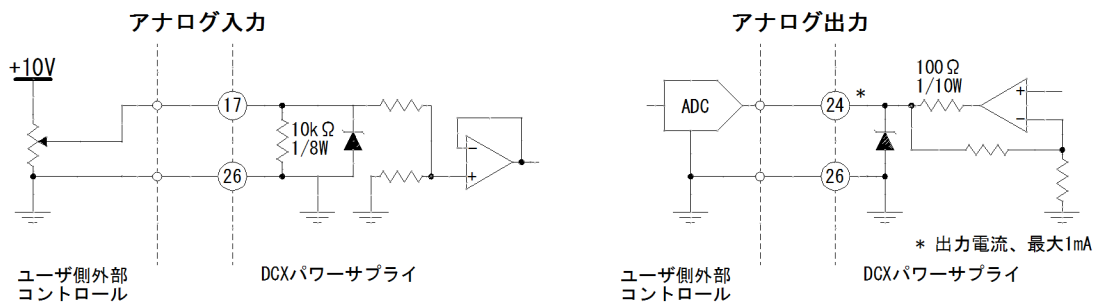 アナログ入力
+10V
17
10kΩ
1/8W
26
-
+
ユーザ側外部
コントロール
DCXパワーサプライ
アナログ出力
ADC
24
*
100Ω
1/10W
+
-
26
* 出力電流、最大1mA
ユーザ側外部
コントロール
DCXパワーサプライ